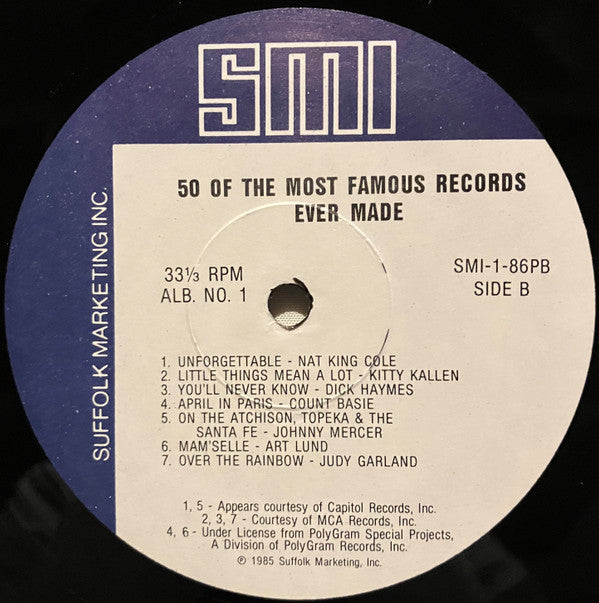 SMI
SUFFOLK MARKETING INC.
50 OF THE MOST FAMOUS RECORDS
EVER MADE
33⅓ RPM
ALB. NO. 1
SMI-1-86PB
SIDE B
1. UNFORGETTABLE - NAT KING COLE
2. LITTLE THINGS MEAN A LOT - KITTY KALLEN
3. YOU'LL NEVER KNOW - DICK HAYMES
4. APRIL IN PARIS - COUNT BASIE
5. ON THE ATCHISON, TOPEKA & THE
SANTA FE - JOHNNY MERCER
6. MAM'SELLE - ART LUND
7. OVER THE RAINBOW - JUDY GARLAND
1, 5 - Appears courtesy of Capitol Records, Inc.
2, 3, 7 - Courtesy of MCA Records, Inc.
4, 6 - Under License from PolyGram Special Projects,
A Division of PolyGram Records, Inc.
℗ 1985 Suffolk Marketing, Inc.